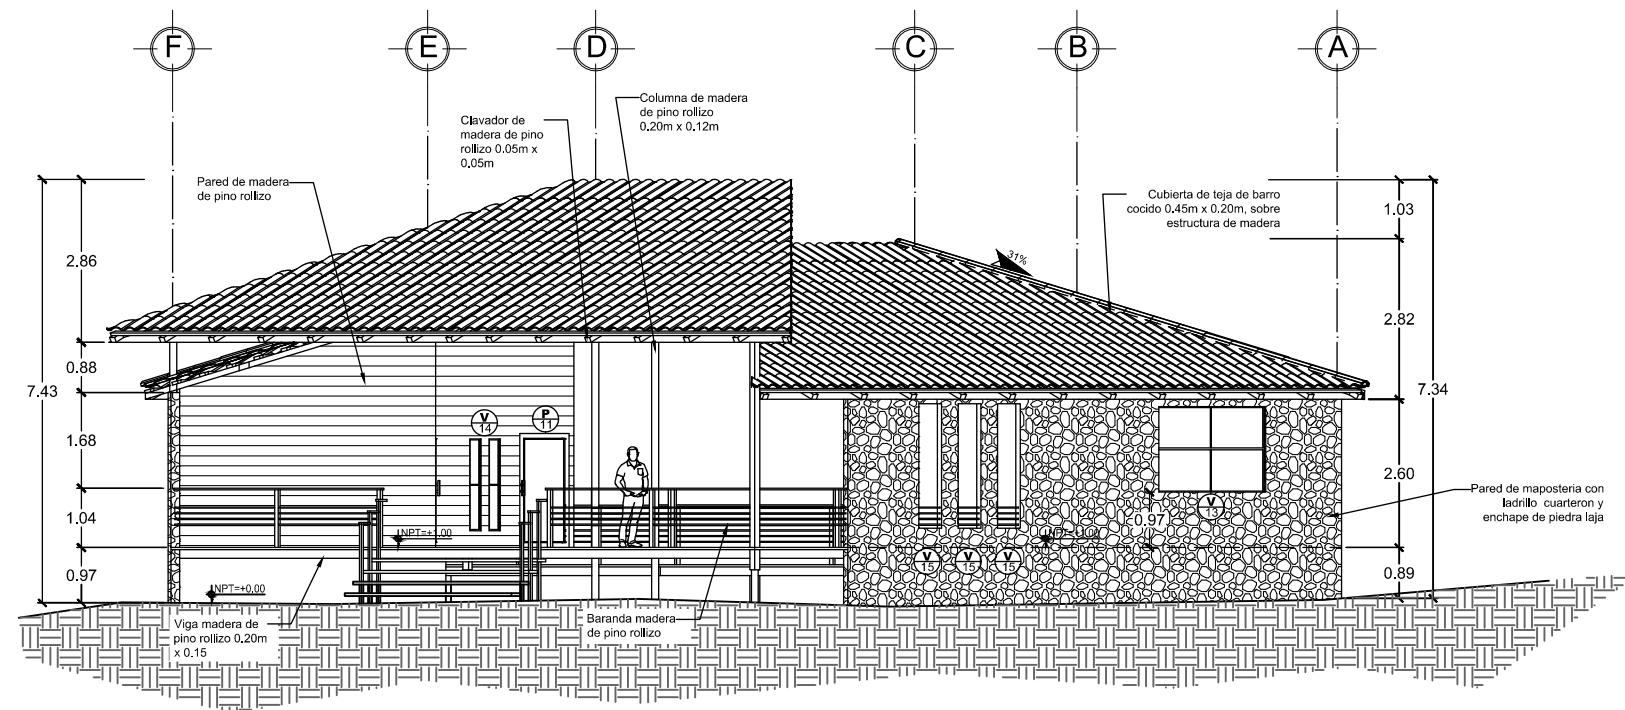 F
E
D
C
B
A
Columna de madera
de pino rollizo
0.20m x 0.12m
Clavador de
madera de pino
rollizo 0.05m x
0.05m
Pared de madera
de pino rollizo
Cubierta de teja de barro
cocido 0.45m x 0.20m, sobre
estructura de madera
31%
2.86
0.88
7.43
1.68
1.04
0.97
1.03
2.82
7.34
2.60
0.89
V
14
P
11
V
13
0.97
V
15
V
15
V
15
NPT=+1.00
NPT=+1.00
NPT=+0.00
Pared de maposteria con
ladrillo cuarteron y
enchape de piedra laja
Viga madera de
pino rollizo 0.20m
x 0.15
Baranda madera
de pino rollizo